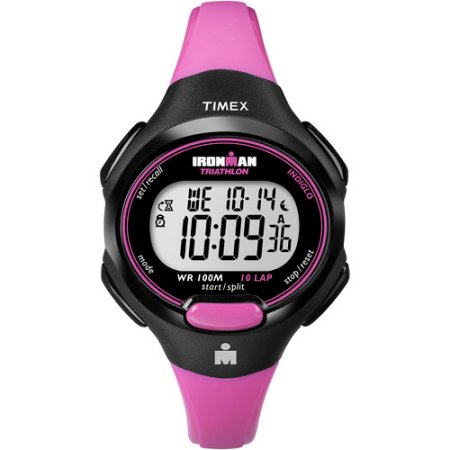 TIMEX
IRONMAN
TRIATHLON
set/recall
INDIGLO
WE 10-14
10:09 36
A
mode
stop/reset
WR 100M 10 LAP
start/split